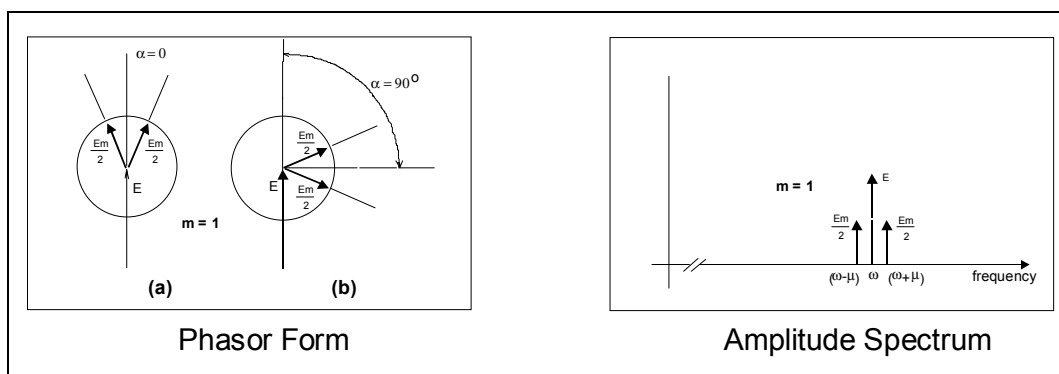 α=0
Em
2
Em
2
E
m = 1
(a)
α=90°
Em
2
E
Em
2
(b)
Phasor Form
m = 1
E
Em
2
Em
2
(ω-μ)
ω
(ω+μ)
frequency
Amplitude Spectrum